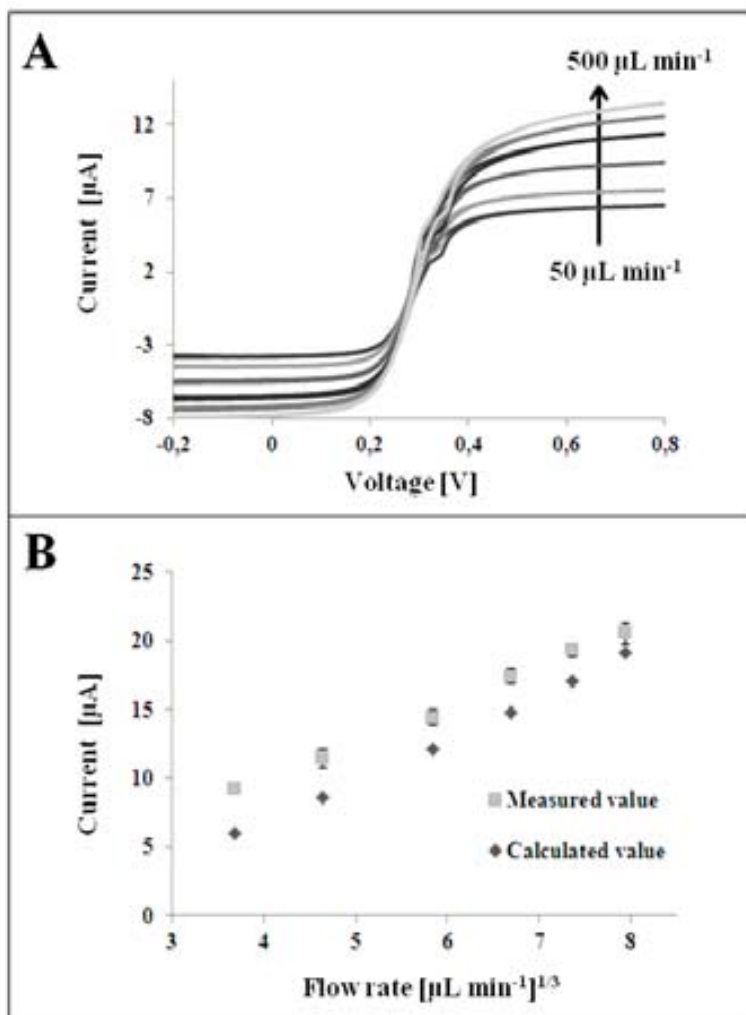 A
500 μL min⁻¹
12
7
2
-3
-8
Current [μA]
50 μL min⁻¹
-0,2
0
0,2
0,4
0,6
0,8
Voltage [V]
B
25
20
15
10
5
0
Current [μA]
Measured value
Calculated value
3
4
5
6
7
8
Flow rate [μL min⁻¹]¹ᐟ³